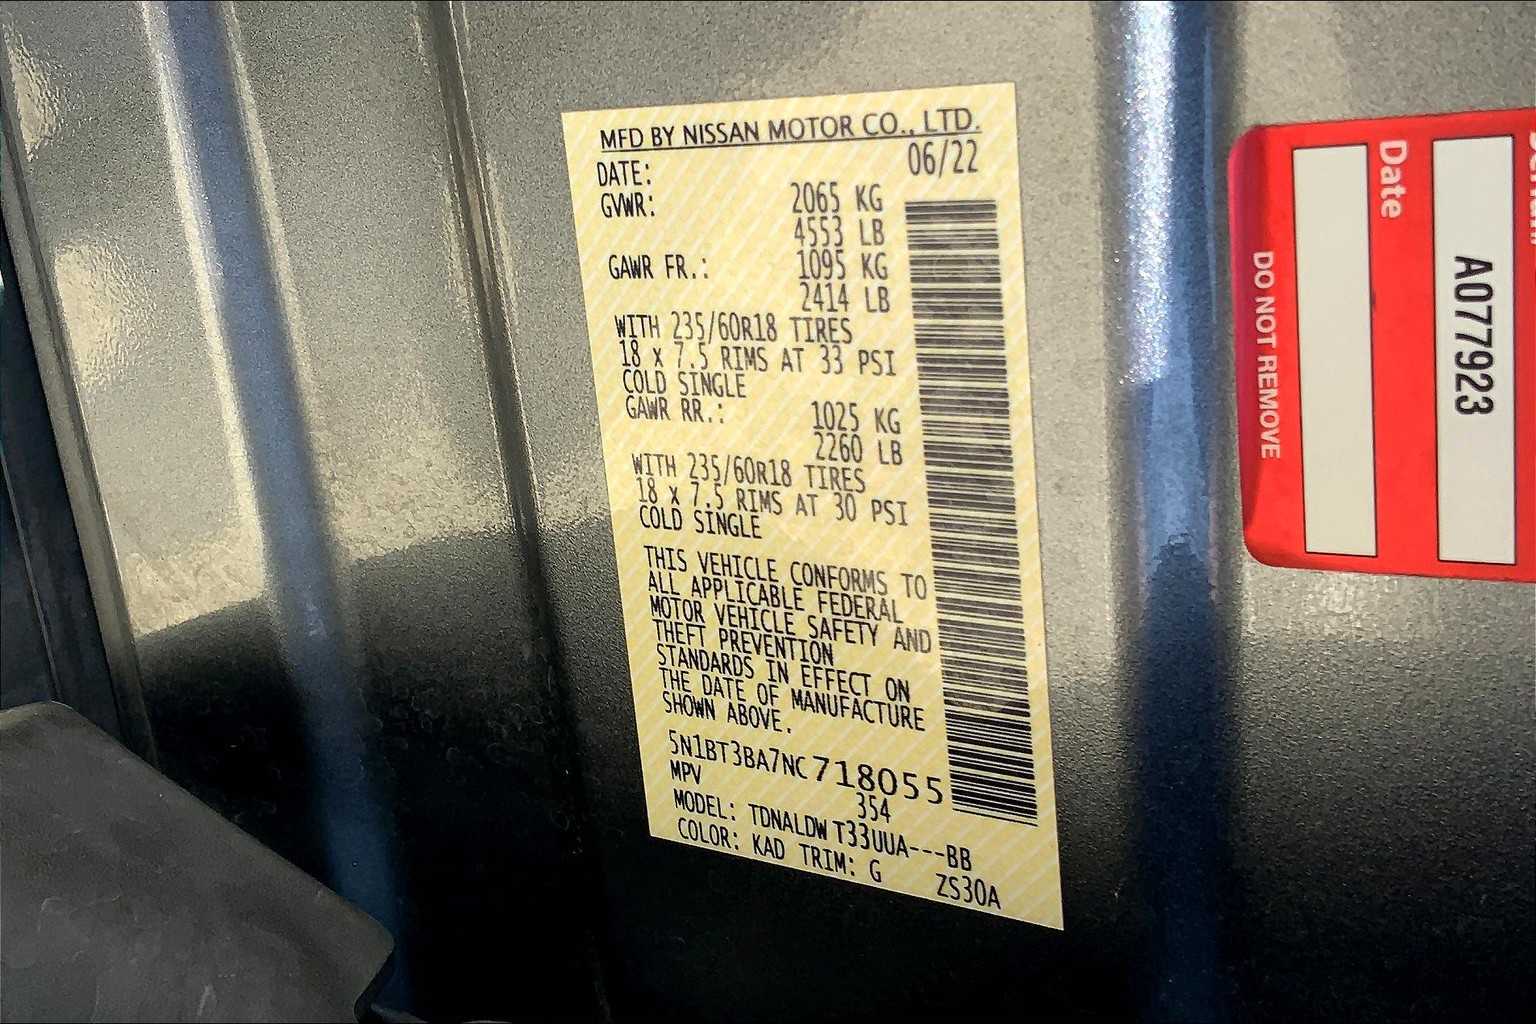 MFD BY NISSAN MOTOR CO., LTD.
DATE: 06/22
GVWR: 2065 KG
4553 LB
GAWR FR.: 1095 KG
2414 LB
WITH 235/60R18 TIRES
18 x 7.5 RIMS AT 33 PSI
COLD SINGLE
GAWR RR.: 1025 KG
2260 LB
WITH 235/60R18 TIRES
18 x 7.5 RIMS AT 30 PSI
COLD SINGLE
THIS VEHICLE CONFORMS TO
ALL APPLICABLE FEDERAL
MOTOR VEHICLE SAFETY AND
THEFT PREVENTION
STANDARDS IN EFFECT ON
THE DATE OF MANUFACTURE
SHOWN ABOVE.
5N1BT3BA7NC718055
MPV 354
MODEL: TDNALDW T33UUA---BB
COLOR: KAD TRIM: G ZS30A
A077923
Date
DO NOT REMOVE